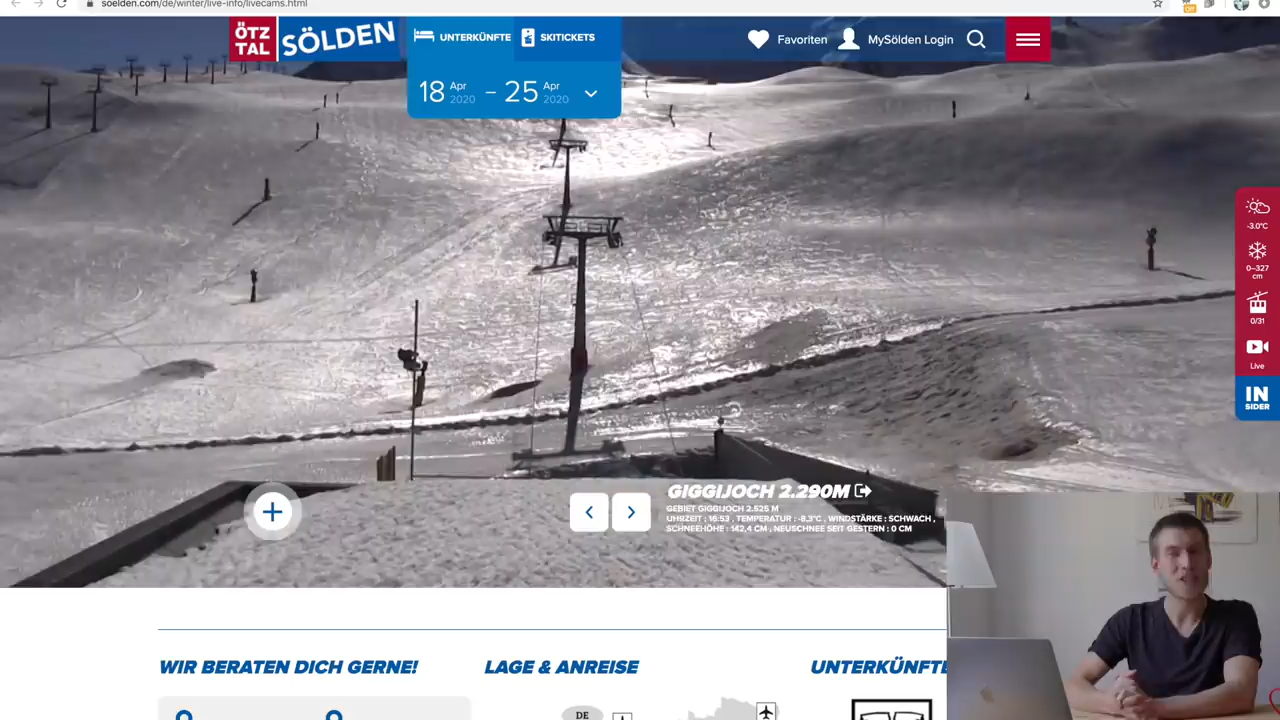 soelden.com/de/winter/live-info/livecams.html
off
ÖTZ
TAL
SÖLDEN
UNTERKÜNFTE
SKITICKETS
18 Apr 2020 – 25 Apr 2020
Favoriten
MySölden Login
-3.0°C
0–327
cm
0/31
Live
IN
SIDER
GIGGIJOCH 2.290M
GEBIET GIGGIJOCH 2.525 M
UHRZEIT : 16:53 , TEMPERATUR : -8,3°C , WINDSTÄRKE : SCHWACH ,
SCHNEEHÖHE : 142,4 CM , NEUSCHNEE SEIT GESTERN : 0 CM
WIR BERATEN DICH GERNE!
LAGE & ANREISE
UNTERKÜNFTE
DE